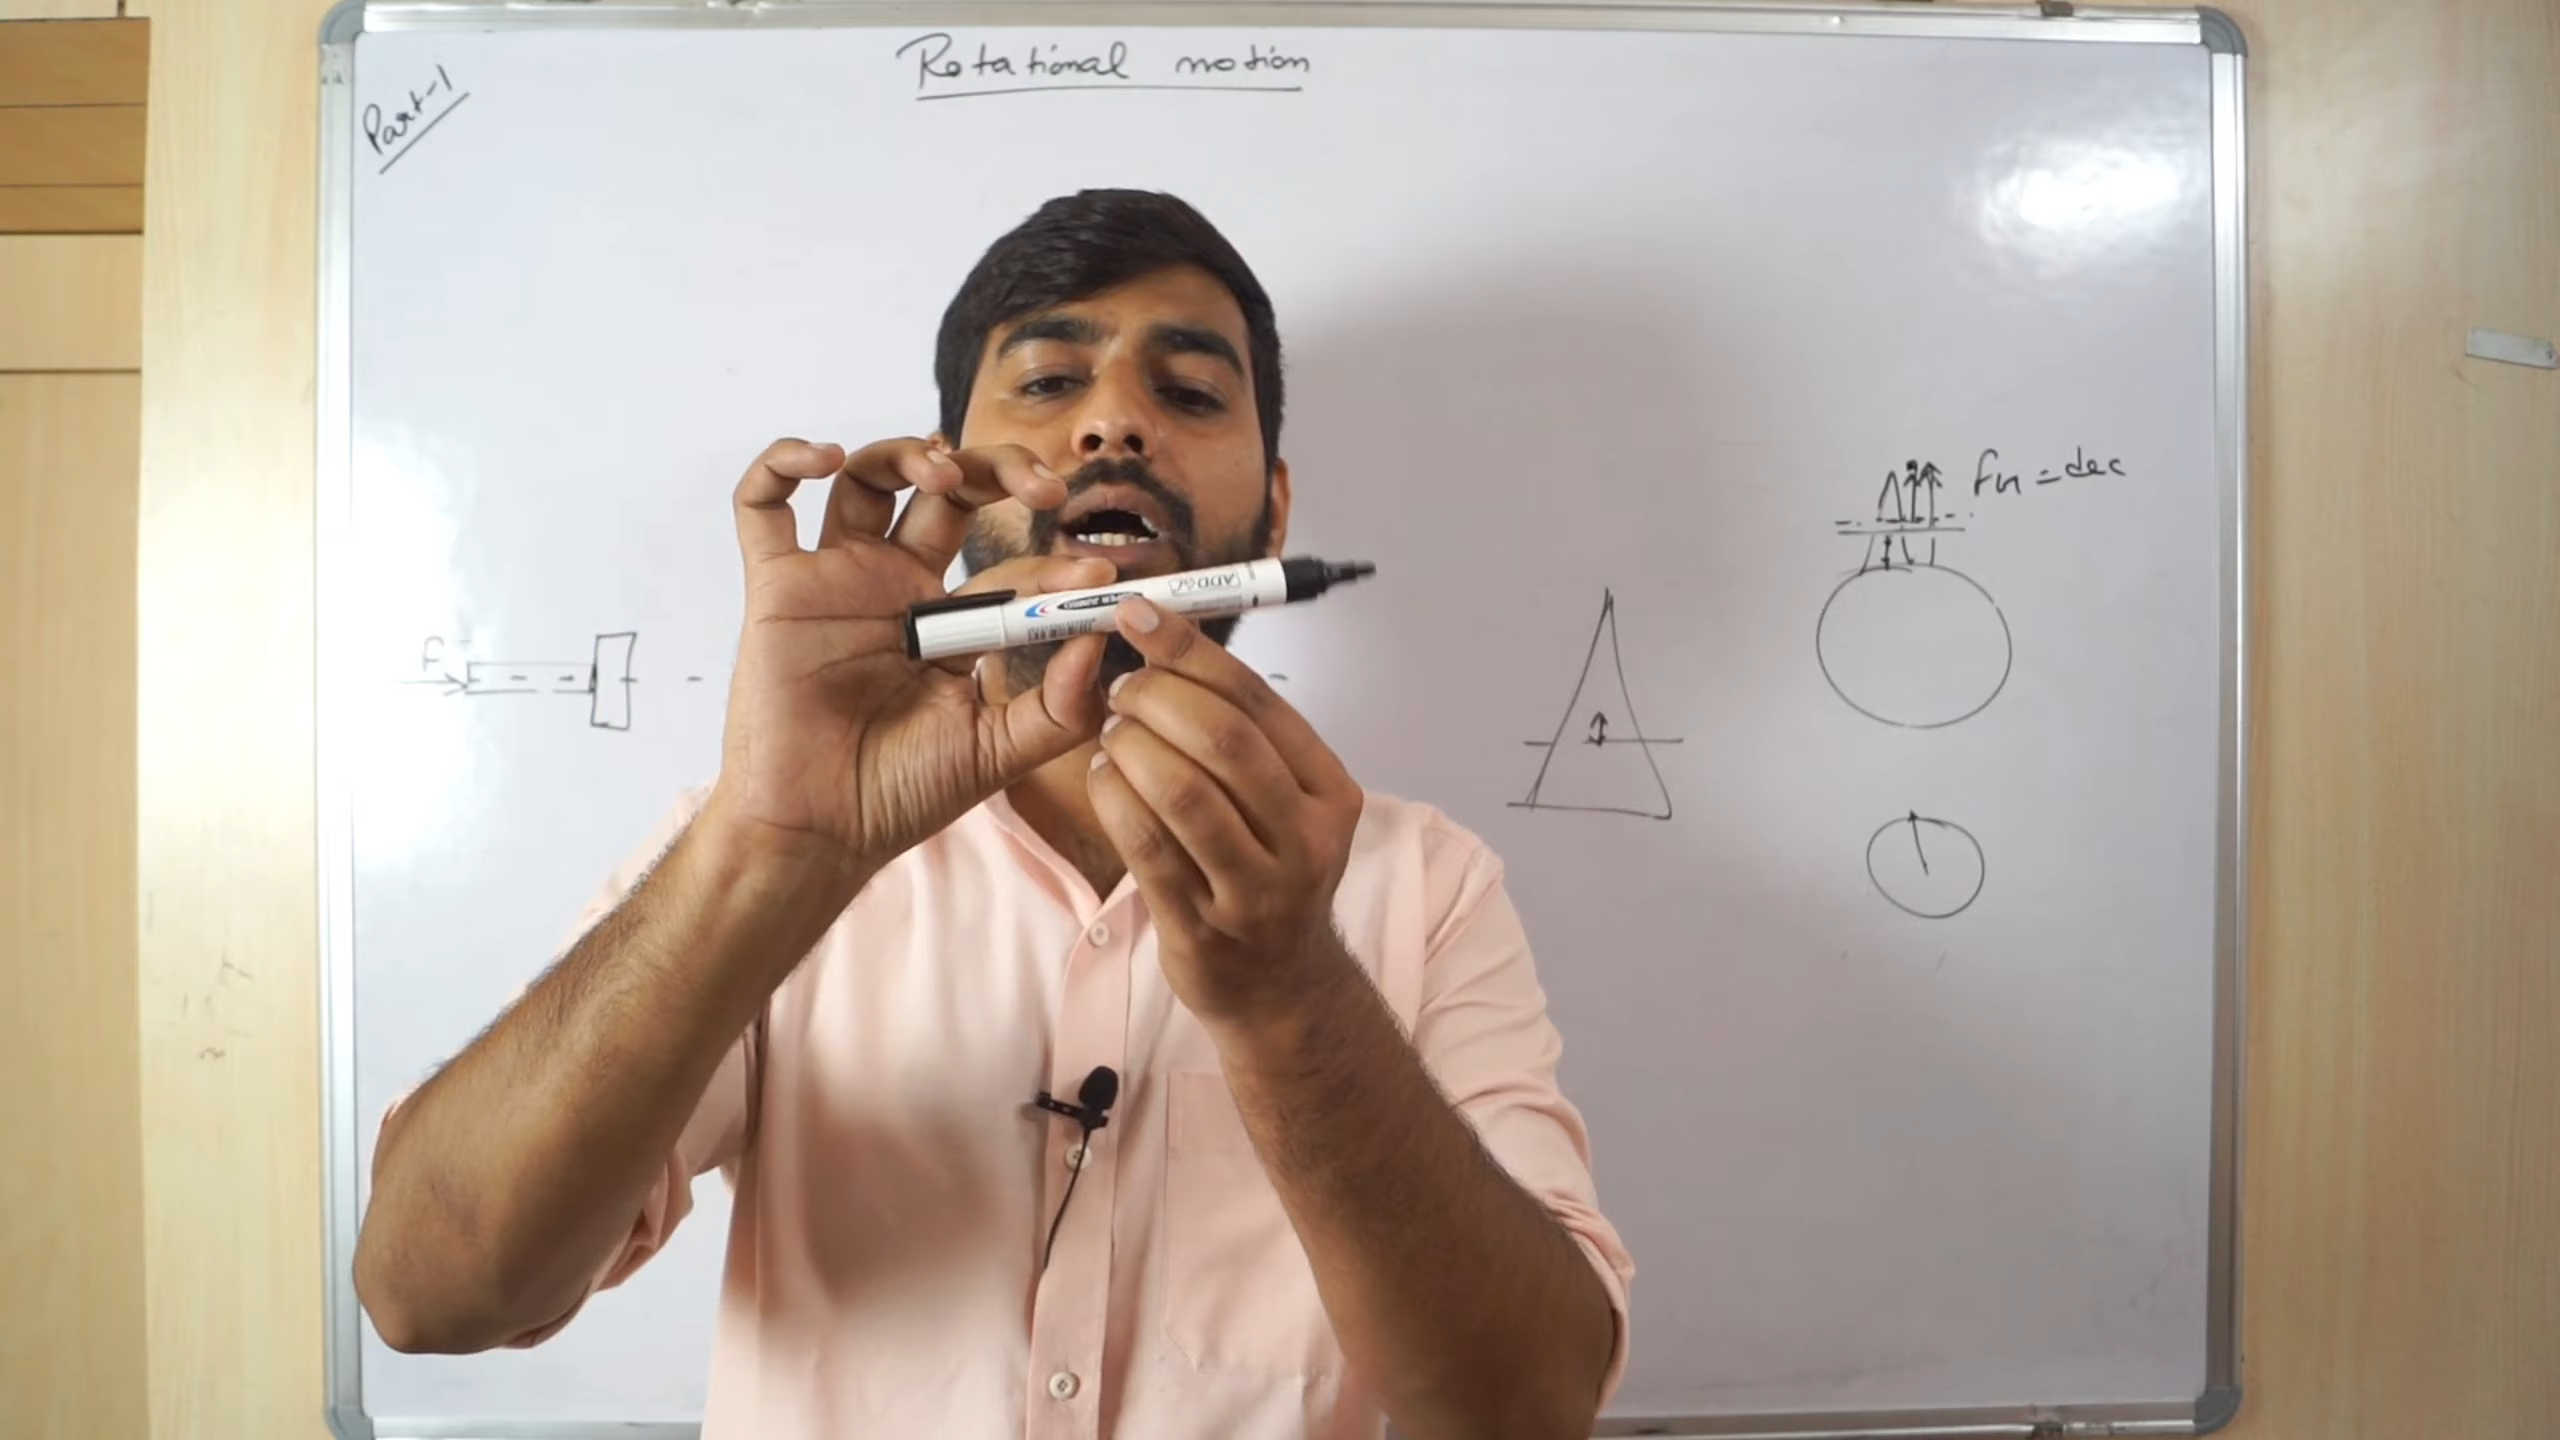 Rotational motion
Part-1
Fn = dec
F